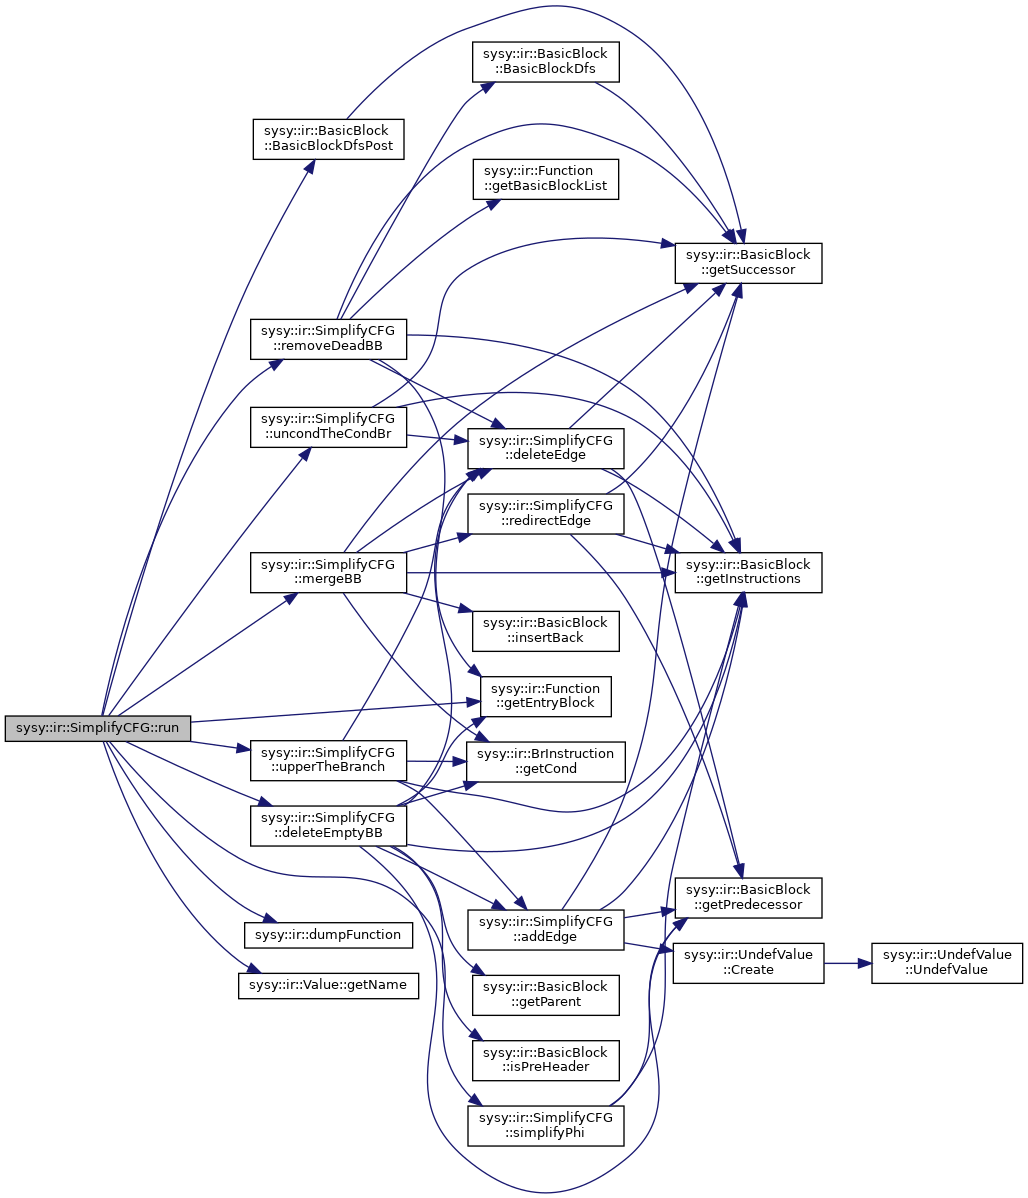 sysy::ir::SimplifyCFG::run
sysy::ir::BasicBlock
::BasicBlockDfsPost
sysy::ir::SimplifyCFG
::removeDeadBB
sysy::ir::SimplifyCFG
::uncondTheCondBr
sysy::ir::SimplifyCFG
::mergeBB
sysy::ir::SimplifyCFG
::upperTheBranch
sysy::ir::SimplifyCFG
::deleteEmptyBB
sysy::ir::dumpFunction
sysy::ir::Value::getName
sysy::ir::BasicBlock
::BasicBlockDfs
sysy::ir::Function
::getBasicBlockList
sysy::ir::SimplifyCFG
::deleteEdge
sysy::ir::SimplifyCFG
::redirectEdge
sysy::ir::BasicBlock
::insertBack
sysy::ir::Function
::getEntryBlock
sysy::ir::BrInstruction
::getCond
sysy::ir::SimplifyCFG
::addEdge
sysy::ir::BasicBlock
::getParent
sysy::ir::BasicBlock
::isPreHeader
sysy::ir::SimplifyCFG
::simplifyPhi
sysy::ir::BasicBlock
::getSuccessor
sysy::ir::BasicBlock
::getInstructions
sysy::ir::BasicBlock
::getPredecessor
sysy::ir::UndefValue
::Create
sysy::ir::UndefValue
::UndefValue